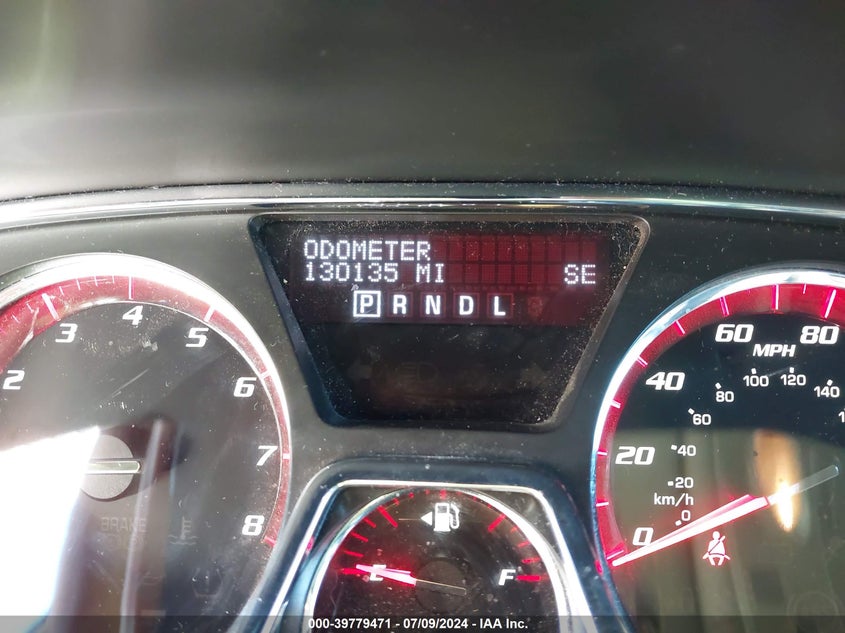 ODOMETER
130135 MI SE
P R N D L
2 3 4 5 6 7 8
BRAKE
0 20 40 60 80
MPH
0 20 40 60 80 100 120 140
km/h
E F
000-39779471 - 07/09/2024 - IAA Inc.